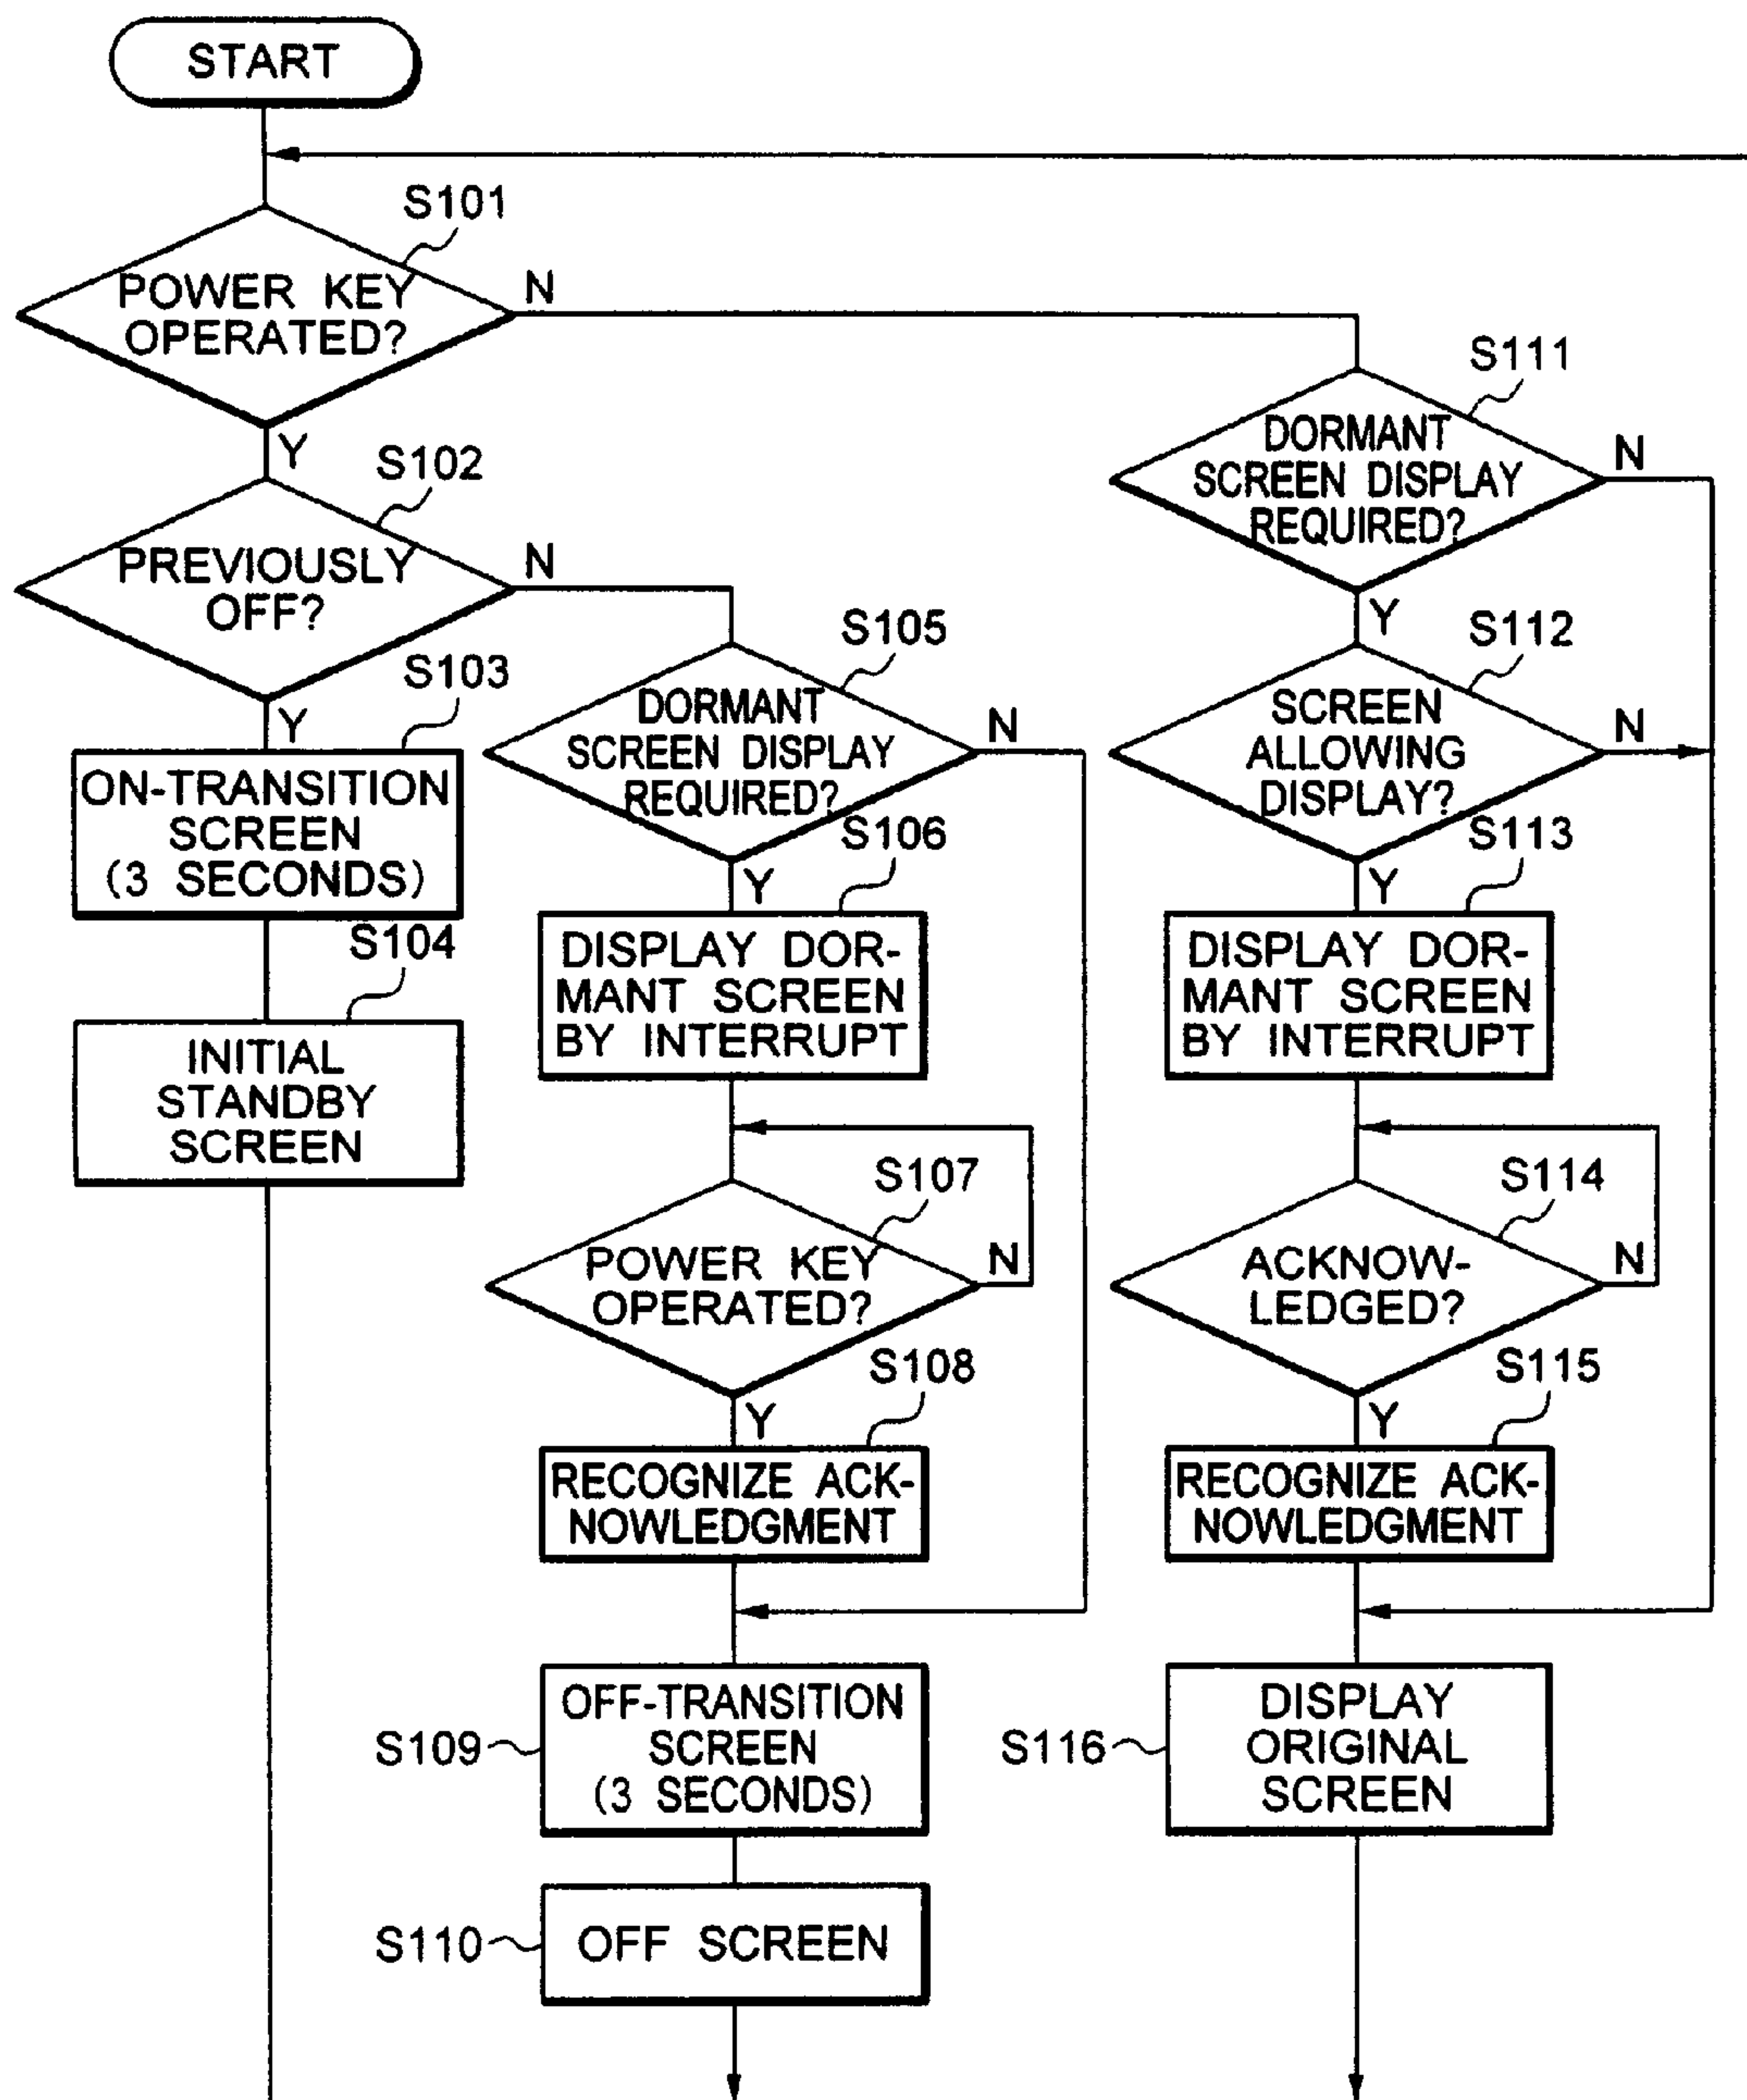 START
S101
POWER KEY
OPERATED?
N
Y
S102
PREVIOUSLY
OFF?
N
Y
S103
ON-TRANSITION
SCREEN
(3 SECONDS)
S104
INITIAL
STANDBY
SCREEN
S105
DORMANT
SCREEN DISPLAY
REQUIRED?
N
Y
S106
DISPLAY DOR-
MANT SCREEN
BY INTERRUPT
S107
POWER KEY
OPERATED?
N
Y
S108
RECOGNIZE ACK-
NOWLEDGMENT
S109
OFF-TRANSITION
SCREEN
(3 SECONDS)
S110
OFF SCREEN
S111
DORMANT
SCREEN DISPLAY
REQUIRED?
N
Y
S112
SCREEN
ALLOWING
DISPLAY?
N
Y
S113
DISPLAY DOR-
MANT SCREEN
BY INTERRUPT
S114
ACKNOW-
LEDGED?
N
Y
S115
RECOGNIZE ACK-
NOWLEDGMENT
S116
DISPLAY
ORIGINAL
SCREEN